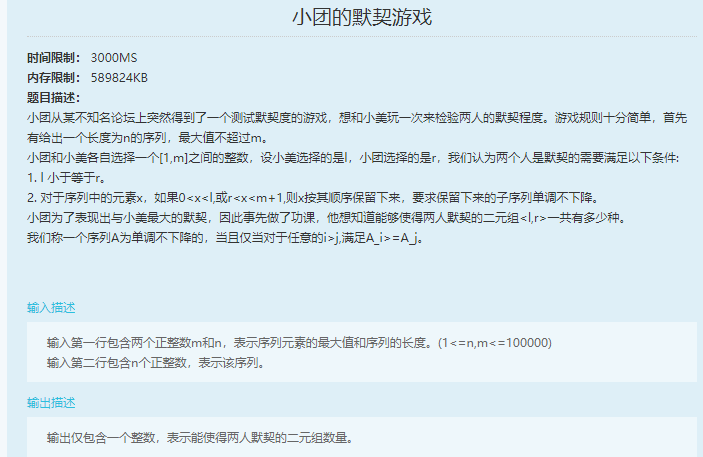 小团的默契游戏
时间限制： 3000MS
内存限制： 589824KB
题目描述：
小团从某不知名论坛上突然得到了一个测试默契度的游戏，想和小美玩一次来检验两人的默契程度。游戏规则十分简单，首先
有给出一个长度为n的序列，最大值不超过m。
小团和小美各自选择一个[1,m]之间的整数，设小美选择的是l，小团选择的是r，我们认为两个人是默契的需要满足以下条件:
1. l 小于等于r。
2. 对于序列中的元素x，如果0<x<l,或r<x<m+1,则x按其顺序保留下来，要求保留下来的子序列单调不下降。
小团为了表现出与小美最大的默契，因此事先做了功课，他想知道能够使得两人默契的二元组<l,r>一共有多少种。
我们称一个序列A为单调不下降的，当且仅当对于任意的i>j,满足A_i>=A_j。
输入描述
输入第一行包含两个正整数m和n，表示序列元素的最大值和序列的长度。(1<=n,m<=100000)
输入第二行包含n个正整数，表示该序列。
输出描述
输出仅包含一个整数，表示能使得两人默契的二元组数量。